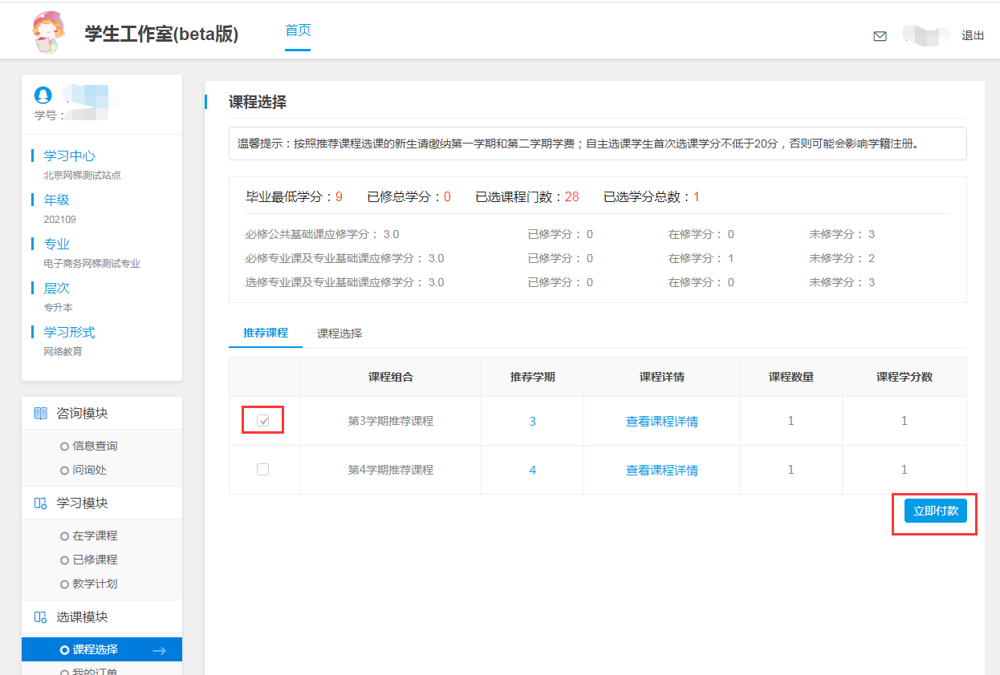 学生工作室(beta版) 首页 退出
学号：
学习中心
北京网梯测试站点
年级
202109
专业
电子商务网梯测试专业
层次
专升本
学习形式
网络教育
咨询模块
信息查询
问询处
学习模块
在学课程
已修课程
教学计划
选课模块
课程选择
我的订单
课程选择
温馨提示：按照推荐课程选课的新生请缴纳第一学期和第二学期学费；自主选课学生首次选课学分不低于20分，否则可能会影响学籍注册。
毕业最低学分：9 已修总学分：0 已选课程门数：28 已选学分总数：1
必修公共基础课应修学分： 3.0 已修学分： 0 在修学分： 0 未修学分： 3
必修专业课及专业基础课应修学分： 3.0 已修学分： 0 在修学分： 1 未修学分： 2
选修专业课及专业基础课应修学分： 3.0 已修学分： 0 在修学分： 0 未修学分： 3
推荐课程 课程选择
课程组合 推荐学期 课程详情 课程数量 课程学分数
第3学期推荐课程 3 查看课程详情 1 1
第4学期推荐课程 4 查看课程详情 1 1
立即付款